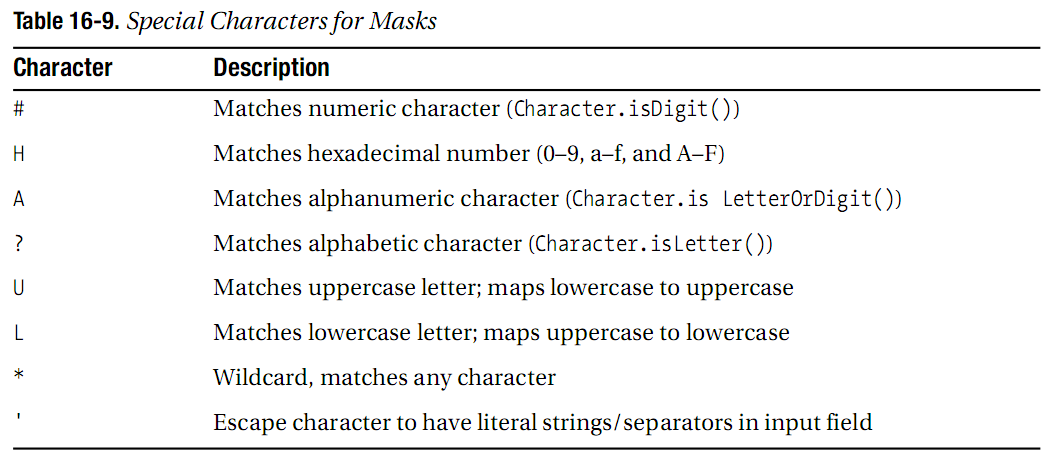 Table 16-9. Special Characters for Masks
Character Description
# Matches numeric character (Character.isDigit())
H Matches hexadecimal number (0–9, a–f, and A–F)
A Matches alphanumeric character (Character.is LetterOrDigit())
? Matches alphabetic character (Character.isLetter())
U Matches uppercase letter; maps lowercase to uppercase
L Matches lowercase letter; maps uppercase to lowercase
* Wildcard, matches any character
' Escape character to have literal strings/separators in input field